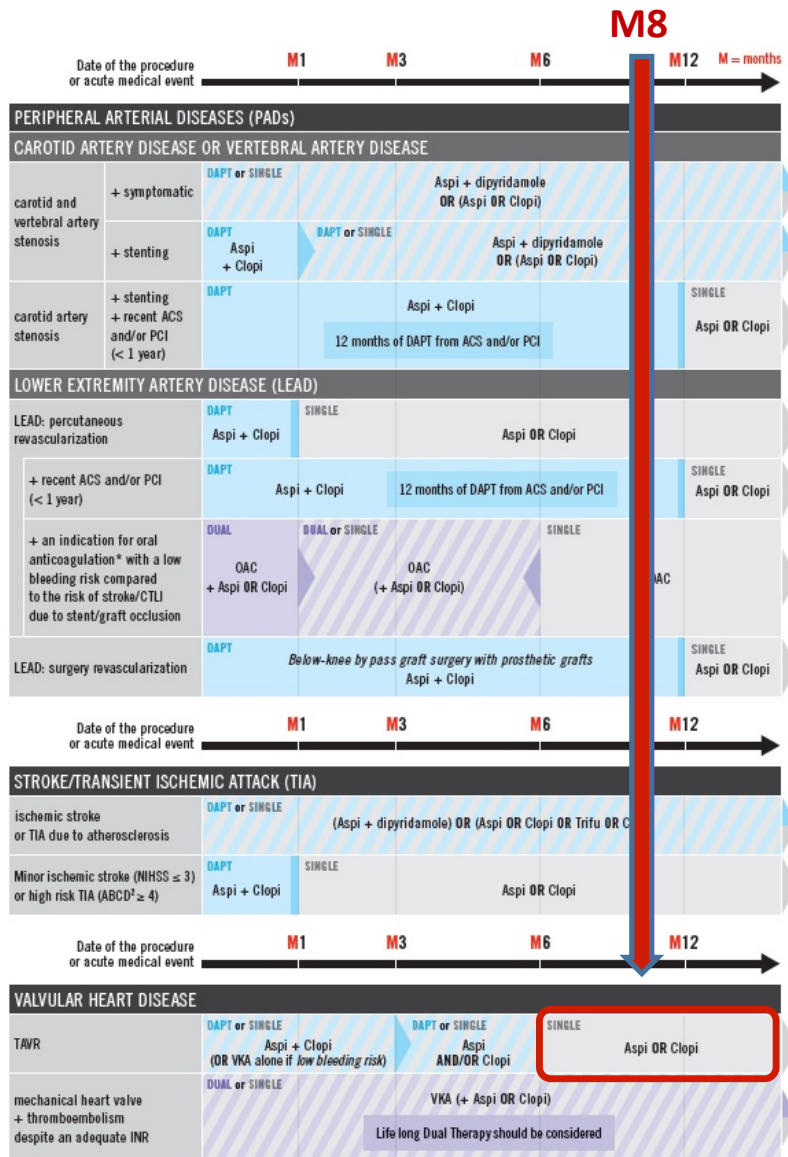 M8
Date of the procedure
or acute medical event
M1 M3 M6 M12 M = months
PERIPHERAL ARTERIAL DISEASES (PADs)
CAROTID ARTERY DISEASE OR VERTEBRAL ARTERY DISEASE
carotid and
vertebral artery
stenosis
+ symptomatic
DAPT or SINGLE
Aspi + dipyridamole
OR (Aspi OR Clopi)
+ stenting
DAPT
Aspi
+ Clopi
DAPT or SINGLE
Aspi + dipyridamole
OR (Aspi OR Clopi)
carotid artery
stenosis
+ stenting
+ recent ACS
and/or PCI
(< 1 year)
DAPT
Aspi + Clopi
12 months of DAPT from ACS and/or PCI
SINGLE
Aspi OR Clopi
LOWER EXTREMITY ARTERY DISEASE (LEAD)
LEAD: percutaneous
revascularization
DAPT
Aspi + Clopi
SINGLE
Aspi OR Clopi
+ recent ACS and/or PCI
(< 1 year)
DAPT
Aspi + Clopi
12 months of DAPT from ACS and/or PCI
SINGLE
Aspi OR Clopi
+ an indication for oral
anticoagulation* with a low
bleeding risk compared
to the risk of stroke/CTLI
due to stent/graft occlusion
DUAL
OAC
+ Aspi OR Clopi
DUAL or SINGLE
OAC
(+ Aspi OR Clopi)
SINGLE
LEAD: surgery revascularization
DAPT
Below-knee by pass graft surgery with prosthetic grafts
Aspi + Clopi
SINGLE
Aspi OR Clopi
Date of the procedure
or acute medical event
M1 M3 M6 M12
STROKE/TRANSIENT ISCHEMIC ATTACK (TIA)
ischemic stroke
or TIA due to atherosclerosis
DAPT or SINGLE
(Aspi + dipyridamole) OR (Aspi OR Clopi OR Trifu OR
Minor ischemic stroke (NIHSS ≤ 3)
or high risk TIA (ABCD² ≥ 4)
DAPT
Aspi + Clopi
SINGLE
Aspi OR Clopi
Date of the procedure
or acute medical event
M1 M3 M6 M12
VALVULAR HEART DISEASE
TAVR
DAPT or SINGLE
Aspi + Clopi
(OR VKA alone if low bleeding risk)
DAPT or SINGLE
Aspi
AND/OR Clopi
SINGLE
Aspi OR Clopi
mechanical heart valve
+ thromboembolism
despite an adequate INR
DUAL or SINGLE
VKA (+ Aspi OR Clopi)
Life long Dual Therapy should be considered